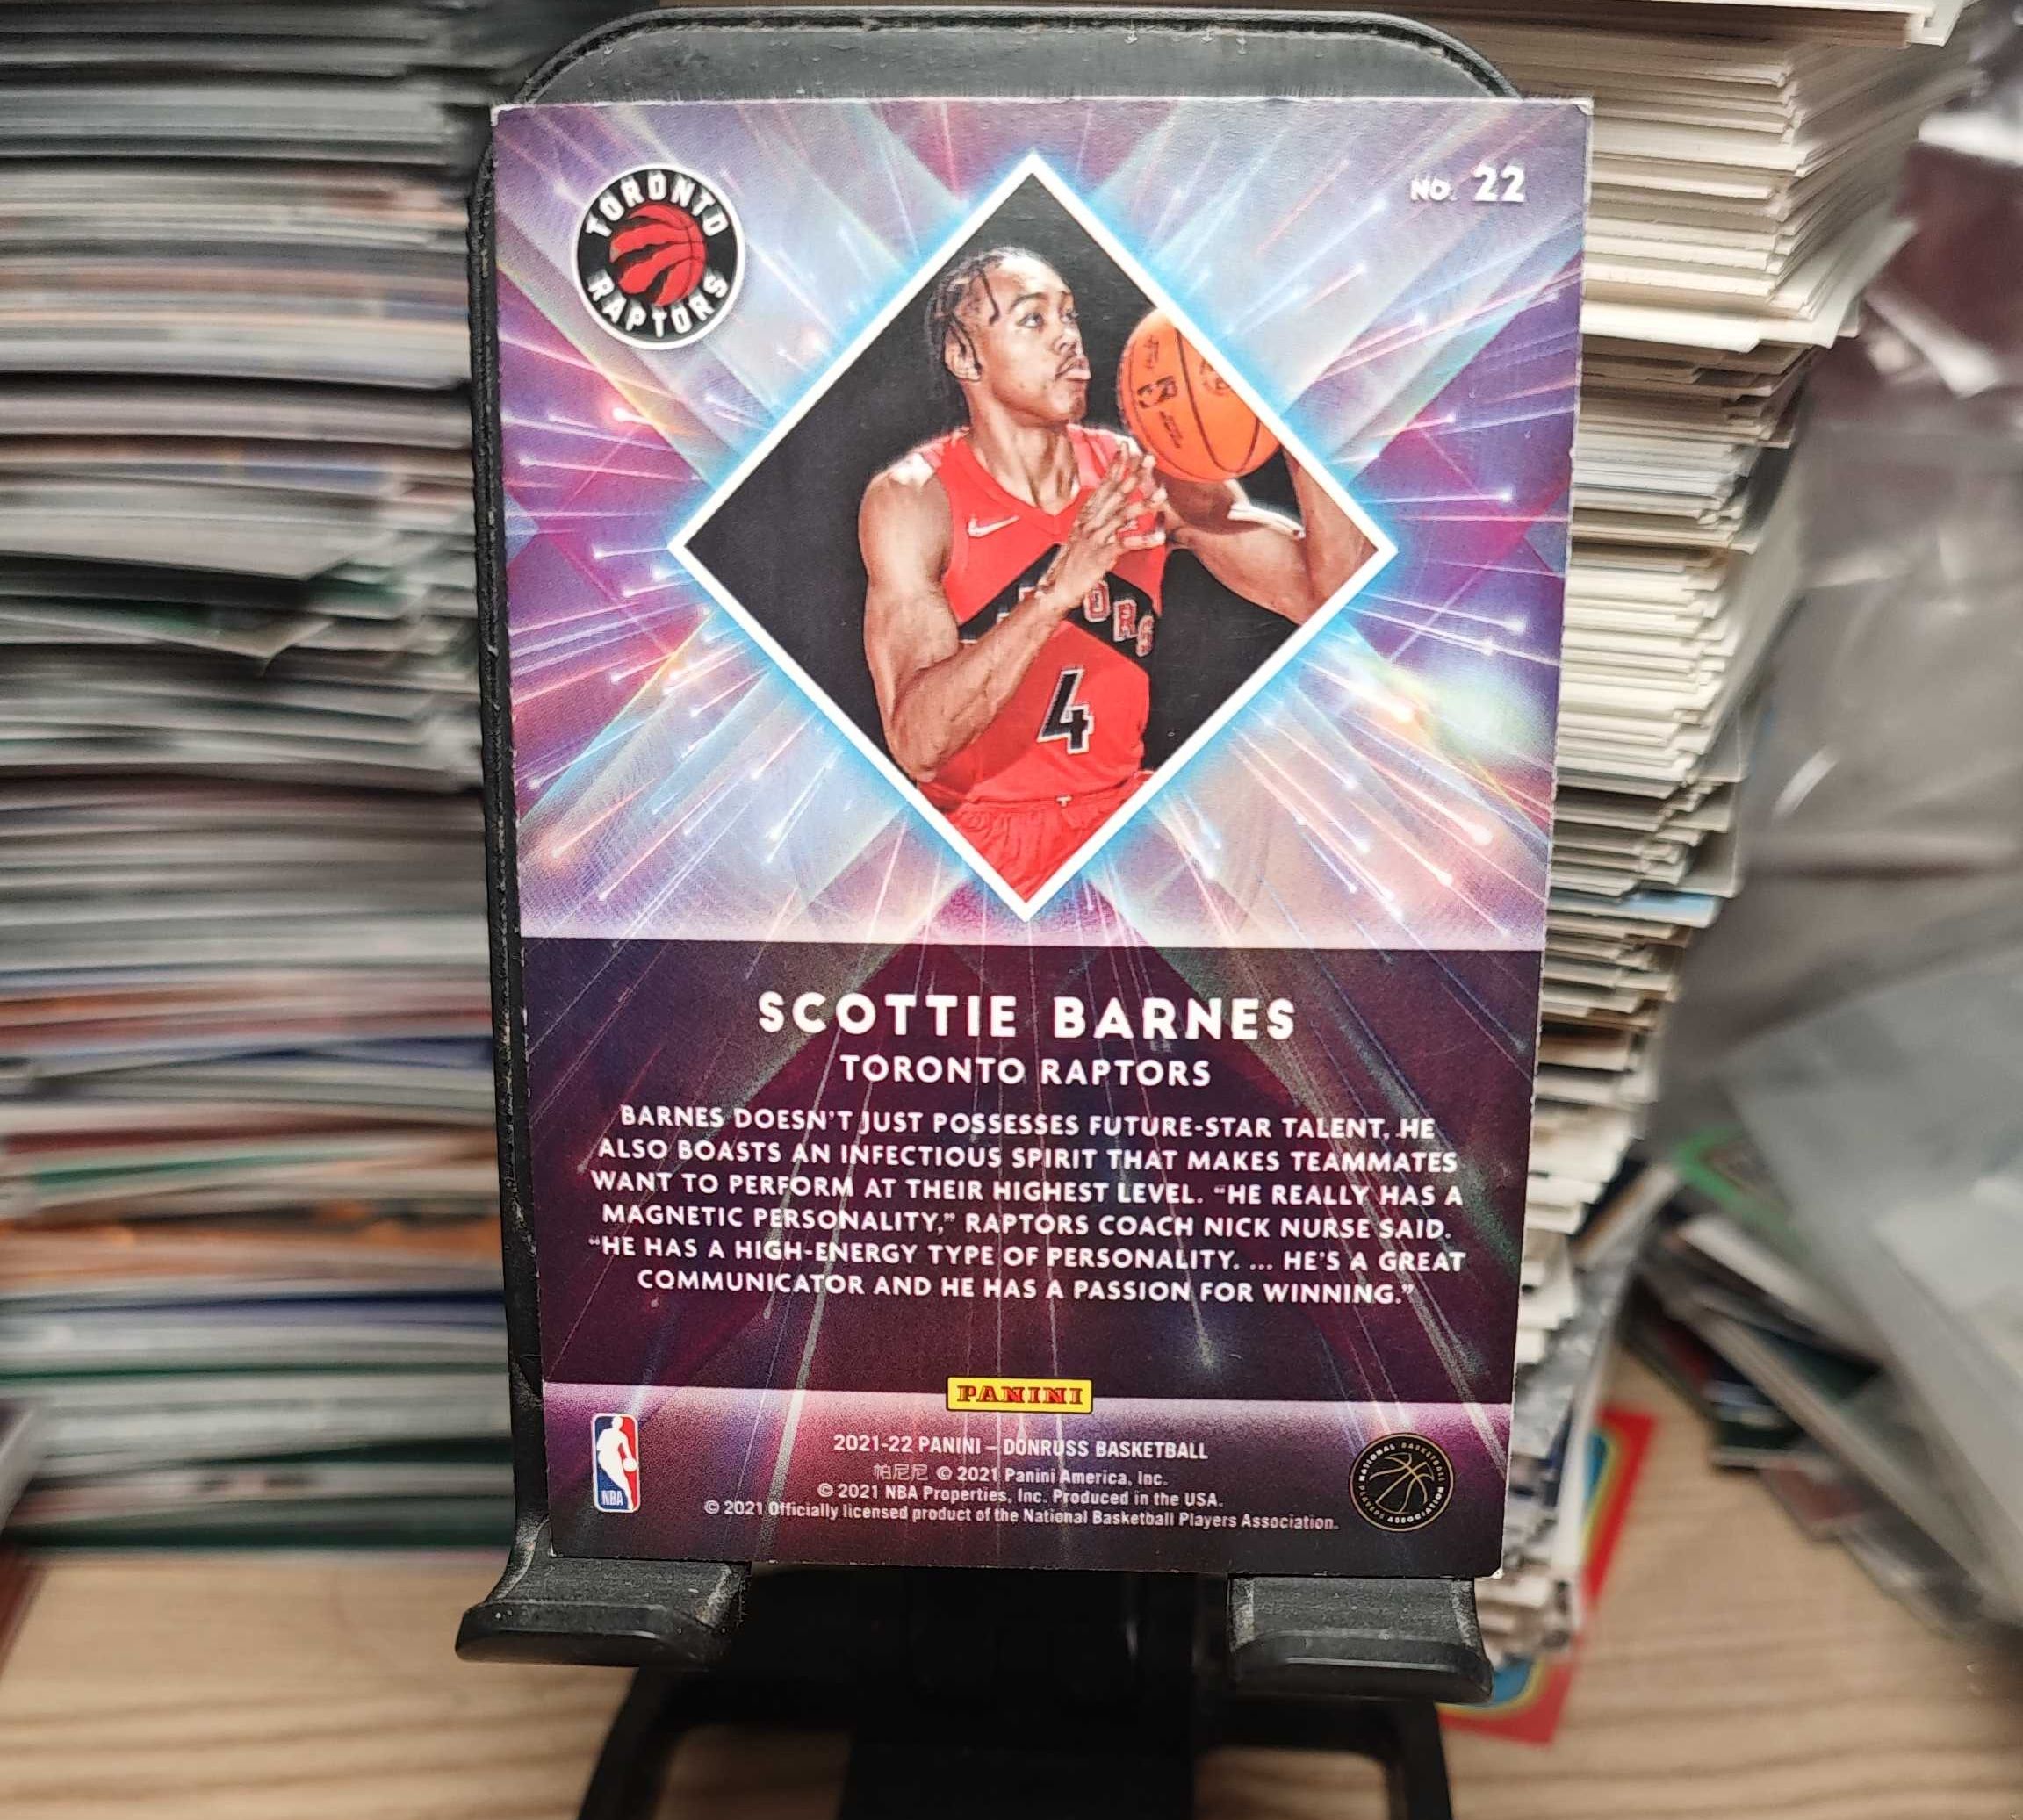 TORONTO
RAPTORS
NO. 22
4
SCOTTIE BARNES
TORONTO RAPTORS
BARNES DOESN'T JUST POSSESSES FUTURE-STAR TALENT, HE
ALSO BOASTS AN INFECTIOUS SPIRIT THAT MAKES TEAMMATES
WANT TO PERFORM AT THEIR HIGHEST LEVEL. “HE REALLY HAS A
MAGNETIC PERSONALITY,” RAPTORS COACH NICK NURSE SAID.
“HE HAS A HIGH-ENERGY TYPE OF PERSONALITY. ... HE'S A GREAT
COMMUNICATOR AND HE HAS A PASSION FOR WINNING.”
PANINI
2021-22 PANINI – DONRUSS BASKETBALL
帕尼尼 © 2021 Panini America, Inc.
© 2021 NBA Properties, Inc. Produced in the USA.
© 2021 Officially licensed product of the National Basketball Players Association.
NBA
NATIONAL BASKETBALL
PLAYERS ASSOCIATION